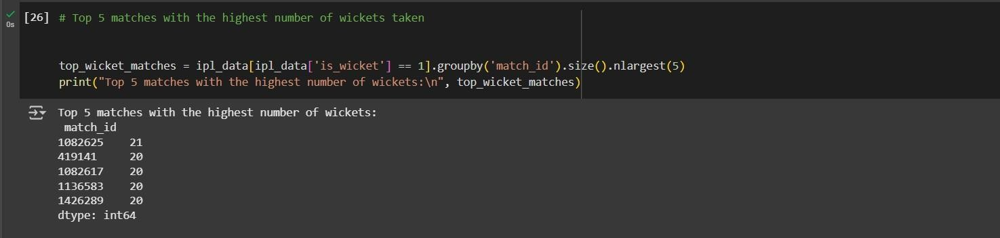 [26] # Top 5 matches with the highest number of wickets taken
0s
top_wicket_matches = ipl_data[ipl_data['is_wicket'] == 1].groupby('match_id').size().nlargest(5)
print("Top 5 matches with the highest number of wickets:\n", top_wicket_matches)
Top 5 matches with the highest number of wickets:
match_id
1082625 21
419141 20
1082617 20
1136583 20
1426289 20
dtype: int64